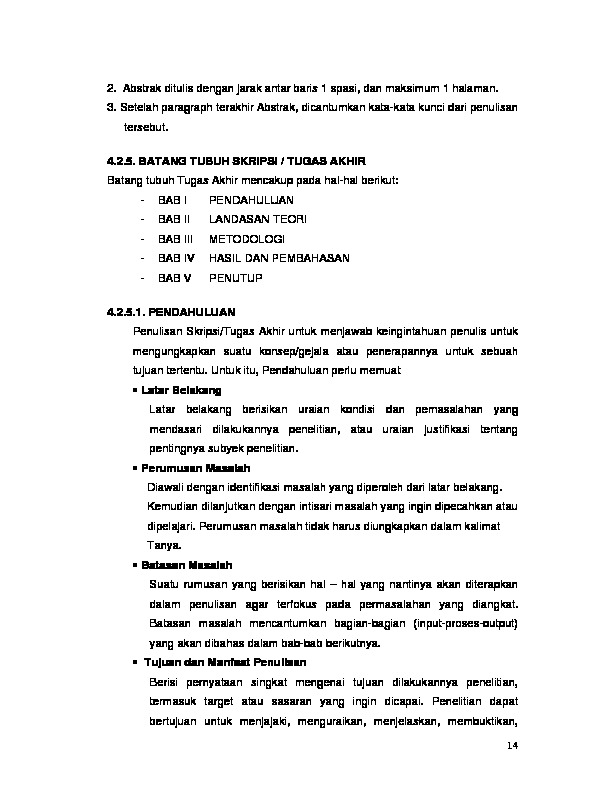 2. Abstrak ditulis dengan jarak antar baris 1 spasi, dan maksimum 1 halaman.
3. Setelah paragraph terakhir Abstrak, dicantumkan kata-kata kunci dari penulisan
tersebut.
4.2.5. BATANG TUBUH SKRIPSI / TUGAS AKHIR
Batang tubuh Tugas Akhir mencakup pada hal-hal berikut:
- BAB I PENDAHULUAN
- BAB II LANDASAN TEORI
- BAB III METODOLOGI
- BAB IV HASIL DAN PEMBAHASAN
- BAB V PENUTUP
4.2.5.1. PENDAHULUAN
Penulisan Skripsi/Tugas Akhir untuk menjawab keingintahuan penulis untuk
mengungkapkan suatu konsep/gejala atau penerapannya untuk sebuah
tujuan tertentu. Untuk itu, Pendahuluan perlu memuat
▪ Latar Belakang
Latar belakang berisikan uraian kondisi dan permasalahan yang
mendasari dilakukannya penelitian, atau uraian justifikasi tentang
pentingnya subyek penelitian.
▪ Perumusan Masalah
Diawali dengan identifikasi masalah yang diperoleh dari latar belakang.
Kemudian dilanjutkan dengan intisari masalah yang ingin dipecahkan atau
dipelajari. Perumusan masalah tidak harus diungkapkan dalam kalimat
Tanya.
▪ Batasan Masalah
Suatu rumusan yang berisikan hal – hal yang nantinya akan diterapkan
dalam penulisan agar terfokus pada permasalahan yang diangkat.
Batasan masalah mencantumkan bagian-bagian (input-proses-output)
yang akan dibahas dalam bab-bab berikutnya.
▪ Tujuan dan Manfaat Penulisan
Berisi pernyataan singkat mengenai tujuan dilakukannya penelitian,
termasuk target atau sasaran yang ingin dicapai. Penelitian dapat
bertujuan untuk menjajaki, menguraikan, menjelaskan, membuktikan,
14